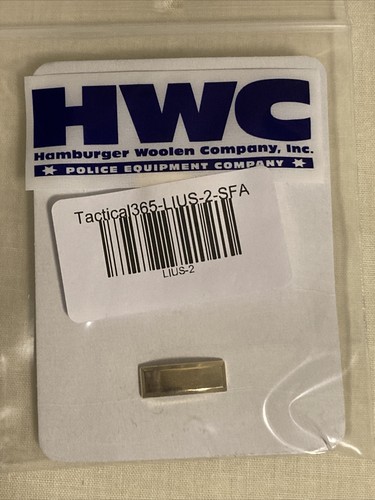 HWC
Hamburger Woolen Company, Inc.
POLICE EQUIPMENT COMPANY
Tactical365-LIUS-2-SFA
LIUS-2